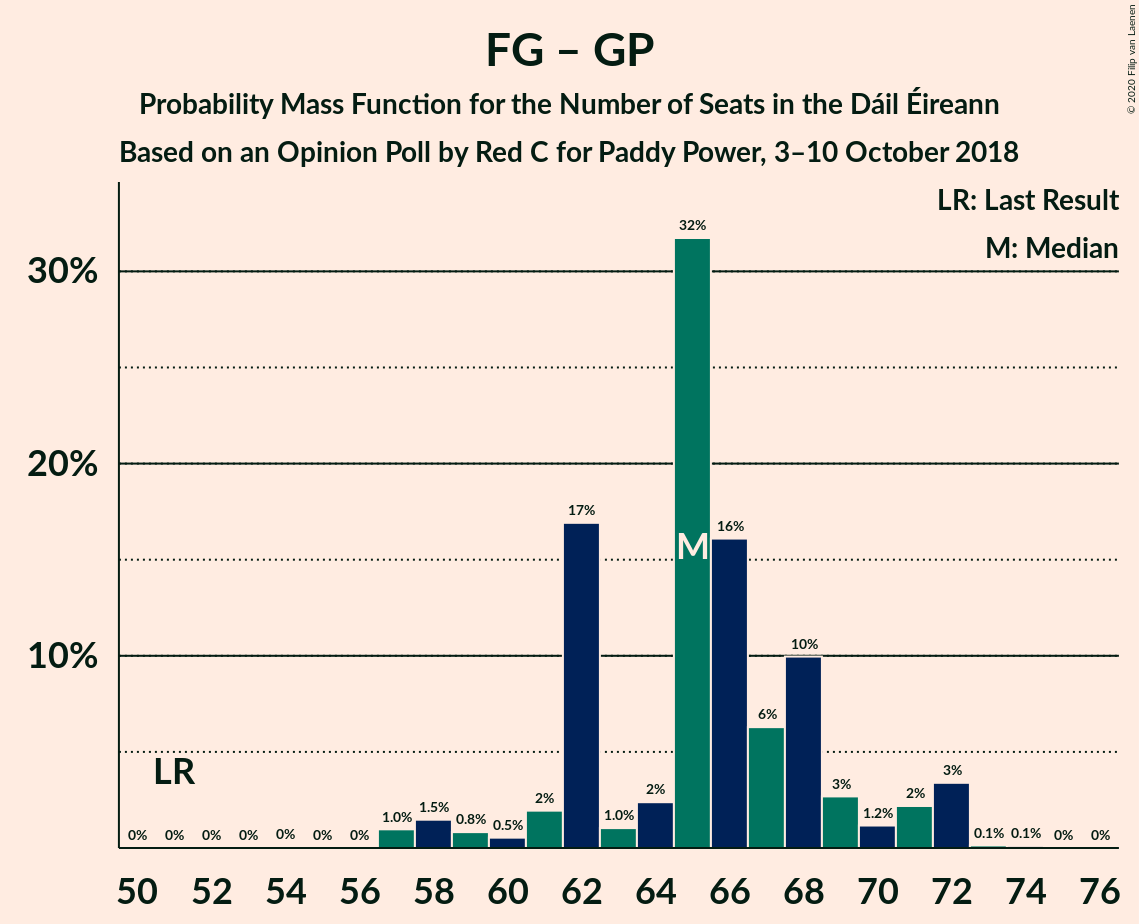 FG – GP
Probability Mass Function for the Number of Seats in the Dáil Éireann
Based on an Opinion Poll by Red C for Paddy Power, 3–10 October 2018
© 2020 Filip van Laenen
LR: Last Result
M: Median
30%
20%
10%
LR
M
0% 0% 0% 0% 0% 0% 0% 1.0% 1.5% 0.8% 0.5% 2% 17% 1.0% 2% 32% 16% 6% 10% 3% 1.2% 2% 3% 0.1% 0.1% 0% 0%
50 52 54 56 58 60 62 64 66 68 70 72 74 76